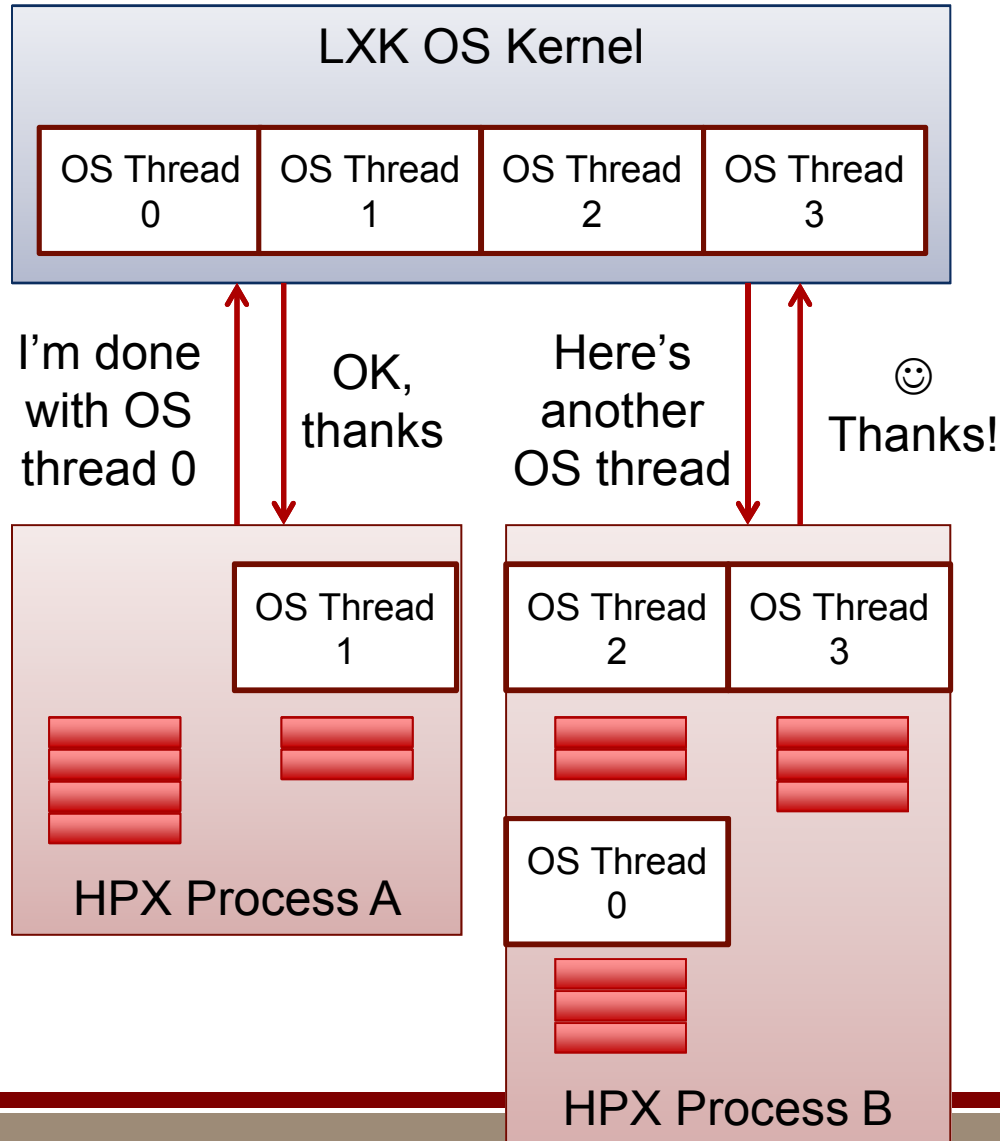 LXK OS Kernel
OS Thread
0
OS Thread
1
OS Thread
2
OS Thread
3
I’m done
with OS
thread 0
OK,
thanks
Here’s
another
OS thread
☺
Thanks!
OS Thread
1
HPX Process A
OS Thread
2
OS Thread
3
OS Thread
0
HPX Process B